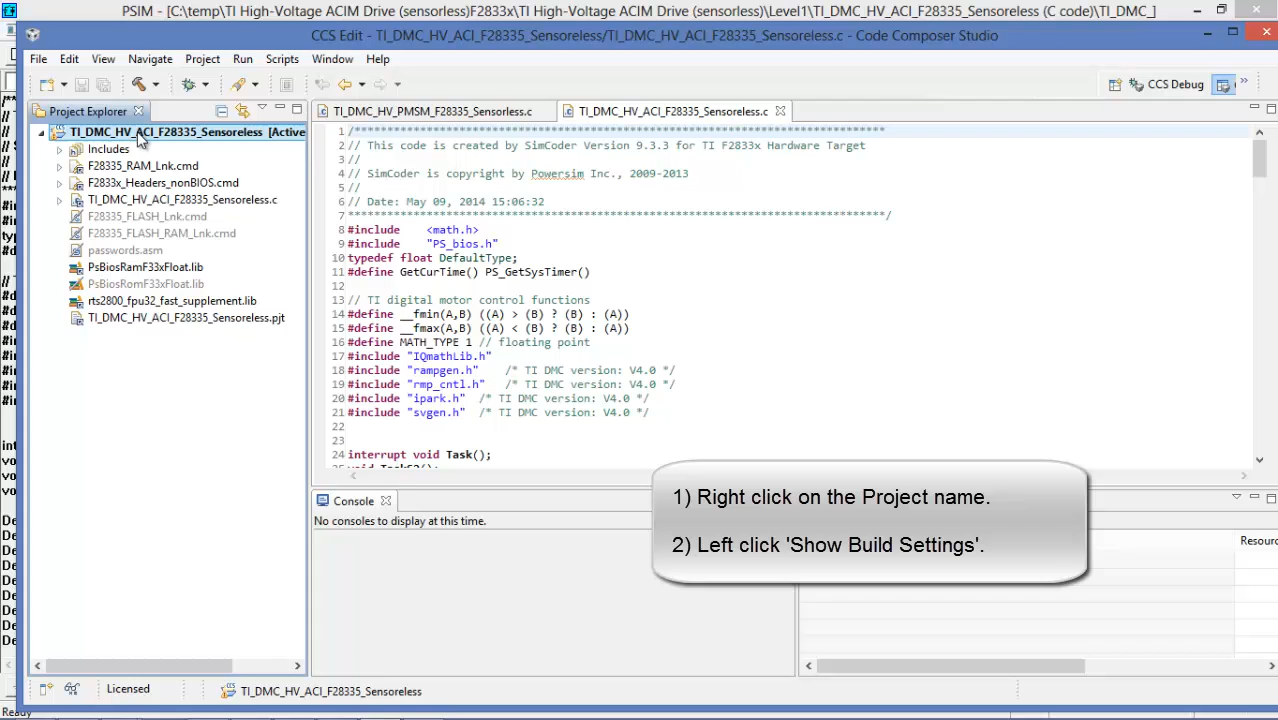 PSIM - [C:\temp\TI High-Voltage ACIM Drive (sensorless)F2833x\TI High-Voltage ACIM Drive (sensorless)\Level1\TI_DMC_HV_ACI_F28335_Sensoreless (C code)\TI_DMC_]
CCS Edit - TI_DMC_HV_ACI_F28335_Sensoreless/TI_DMC_HV_ACI_F28335_Sensoreless.c - Code Composer Studio
File Edit View Navigate Project Run Scripts Window Help
CCS Debug
Project Explorer
TI_DMC_HV_PMSM_F28335_Sensorless.c
TI_DMC_HV_ACI_F28335_Sensoreless.c
TI_DMC_HV_ACI_F28335_Sensoreless [Active
Includes
F28335_RAM_Lnk.cmd
F2833x_Headers_nonBIOS.cmd
TI_DMC_HV_ACI_F28335_Sensoreless.c
F28335_FLASH_Lnk.cmd
F28335_FLASH_RAM_Lnk.cmd
passwords.asm
PsBiosRamF33xFloat.lib
PsBiosRomF33xFloat.lib
rts2800_fpu32_fast_supplement.lib
TI_DMC_HV_ACI_F28335_Sensoreless.pjt
1 /*********************************************************************************
2 // This code is created by SimCoder Version 9.3.3 for TI F2833x Hardware Target
3 //
4 // SimCoder is copyright by Powersim Inc., 2009-2013
5 //
6 // Date: May 09, 2014 15:06:32
7 **********************************************************************************/
8 #include <math.h>
9 #include "PS_bios.h"
10 typedef float DefaultType;
11 #define GetCurTime() PS_GetSysTimer()
12
13 // TI digital motor control functions
14 #define __fmin(A,B) ((A) > (B) ? (B) : (A))
15 #define __fmax(A,B) ((A) < (B) ? (B) : (A))
16 #define MATH_TYPE 1 // floating point
17 #include "IQmathLib.h"
18 #include "rampgen.h" /* TI DMC version: V4.0 */
19 #include "rmp_cntl.h" /* TI DMC version: V4.0 */
20 #include "ipark.h" /* TI DMC version: V4.0 */
21 #include "svgen.h" /* TI DMC version: V4.0 */
22
23
24 interrupt void Task();
1) Right click on the Project name.
2) Left click 'Show Build Settings'.
Console
No consoles to display at this time.
Resourc
Licensed
TI_DMC_HV_ACI_F28335_Sensoreless
Ready